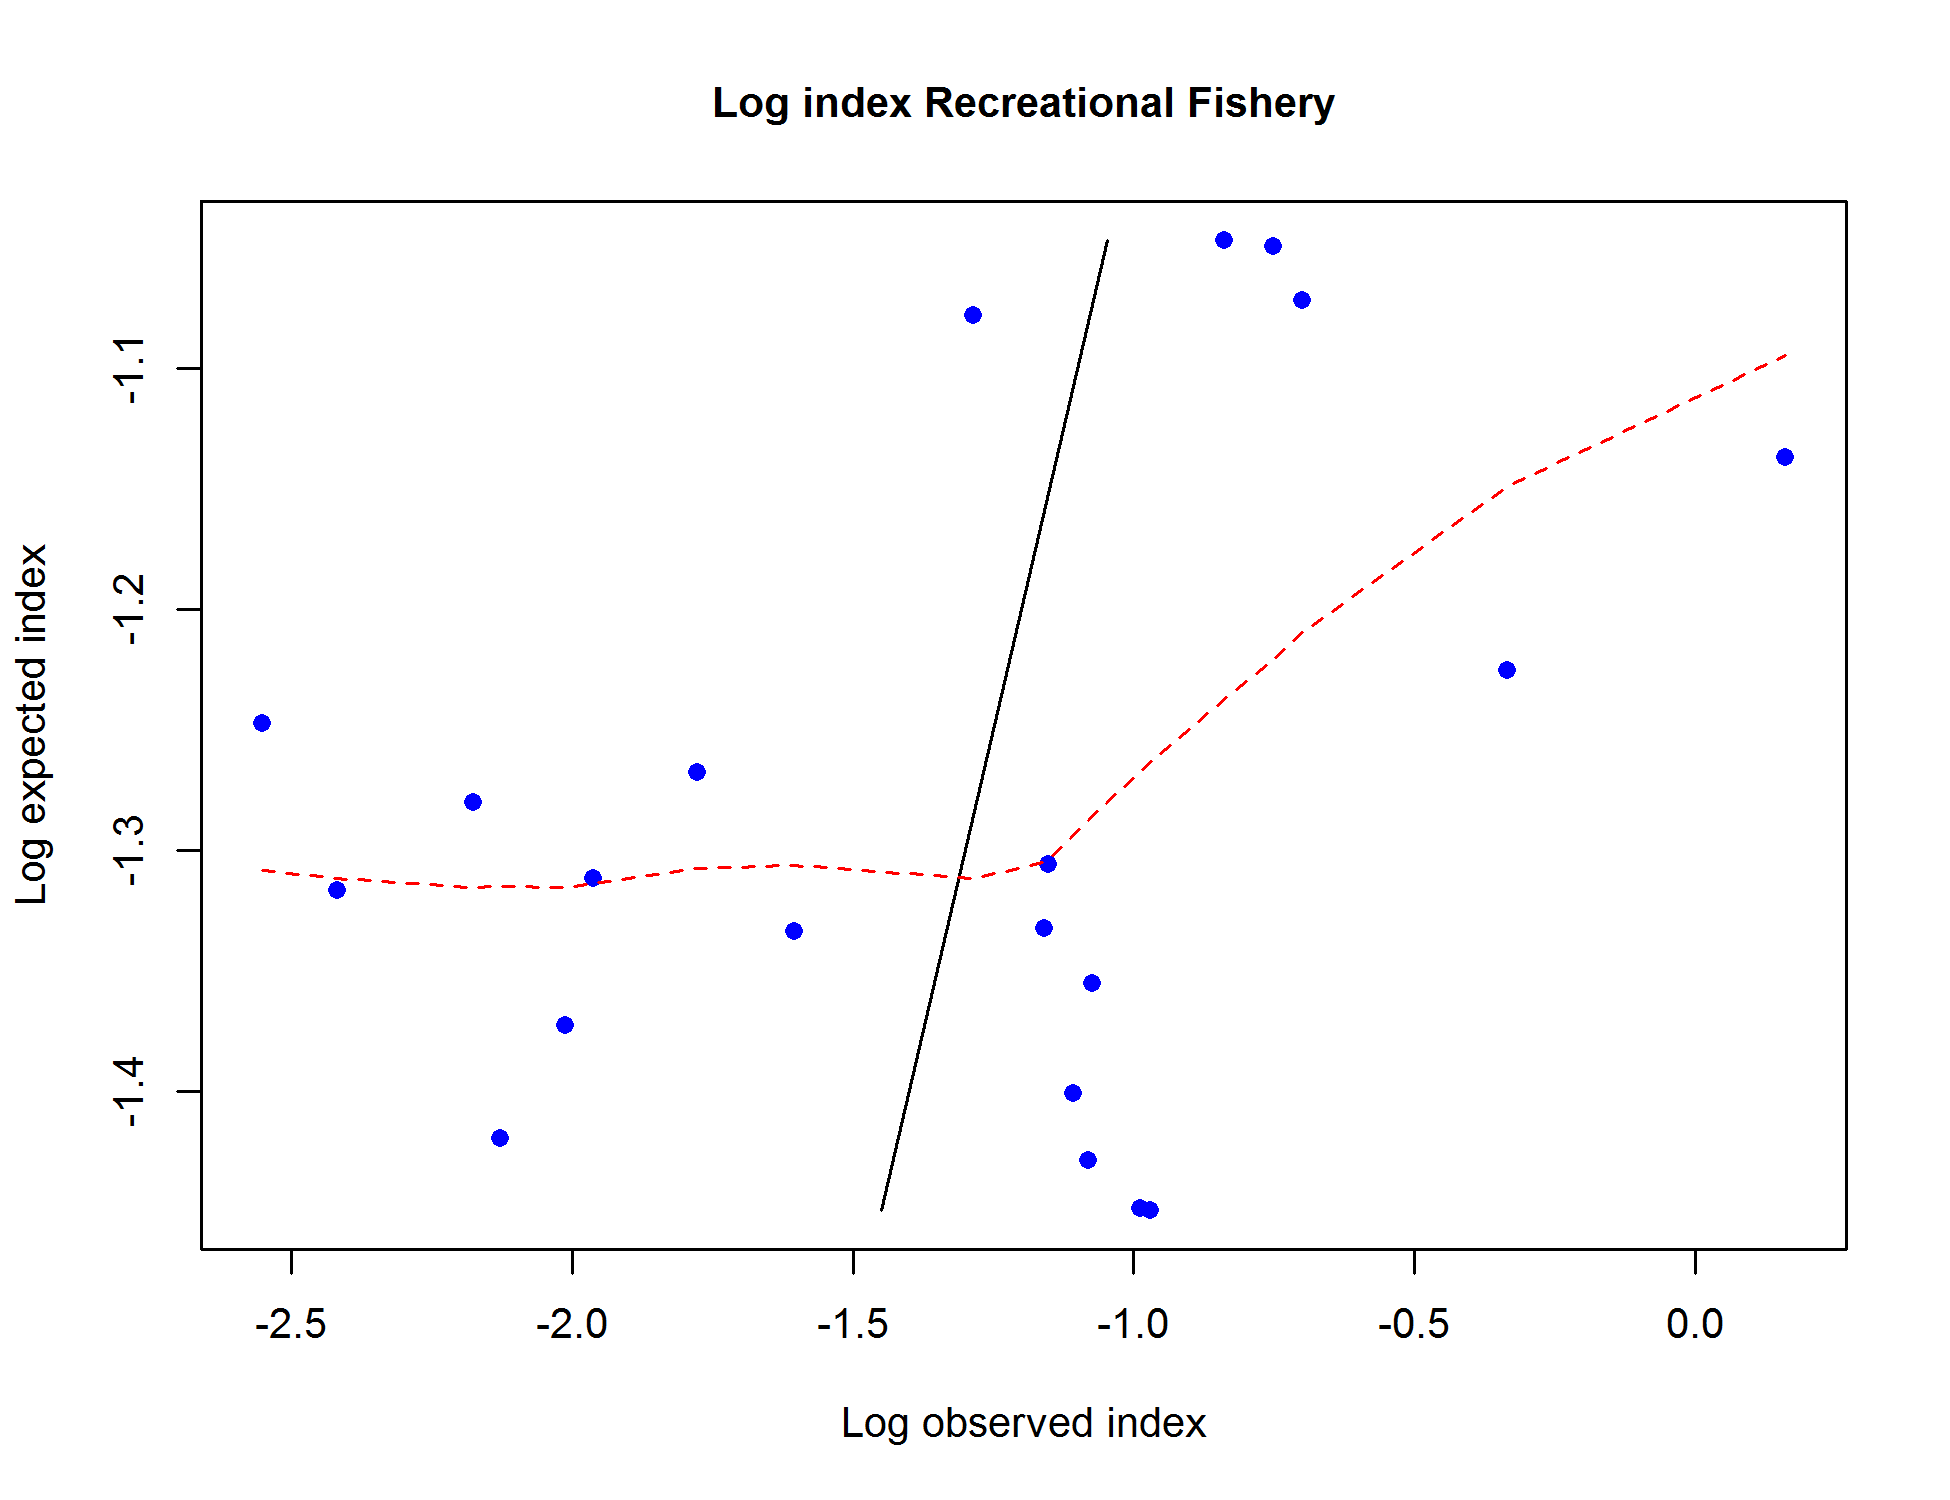 Log index Recreational Fishery
-1.1
-1.2
-1.3
-1.4
Log expected index
-2.5 -2.0 -1.5 -1.0 -0.5 0.0
Log observed index